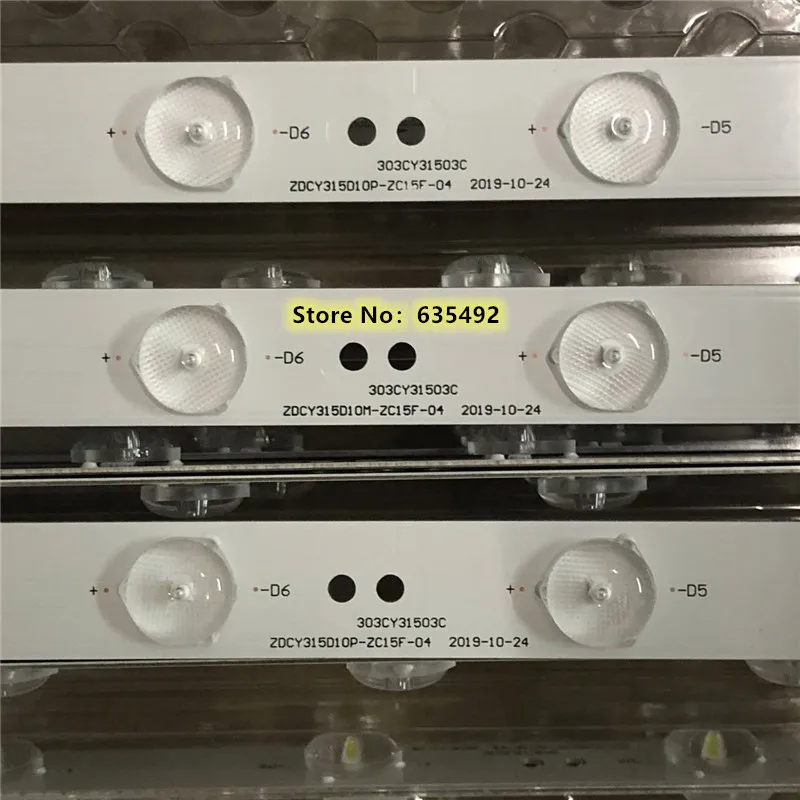 + -D6 + -D5
303CY31503C
ZDCY315D10P-ZC15F-04 2019-10-24
Store No: 635492
+ -D6 + -D5
303CY31503C
ZDCY315D10M-ZC15F-04 2019-10-24
+ -D6 + -D5
303CY31503C
ZDCY315D10P-ZC15F-04 2019-10-24